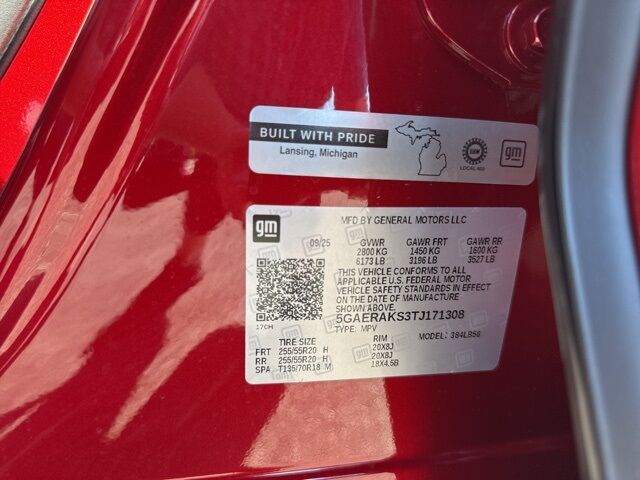 BUILT WITH PRIDE
Lansing, Michigan
UAW
LOCAL 602
gm
gm
MFD BY GENERAL MOTORS LLC
09/25 GVWR GAWR FRT GAWR RR
2800 KG 1450 KG 1600 KG
6173 LB 3196 LB 3527 LB
THIS VEHICLE CONFORMS TO ALL
APPLICABLE U.S. FEDERAL MOTOR
VEHICLE SAFETY STANDARDS IN EFFECT
ON THE DATE OF MANUFACTURE
SHOWN ABOVE.
5GAERAKS3TJ171308
17CH TYPE: MPV MODEL: 384LB56
TIRE SIZE RIM
FRT 255/55R20 H 20X8J
RR 255/55R20 H 20X8J
SPA T135/70R18 M 18X4.5B